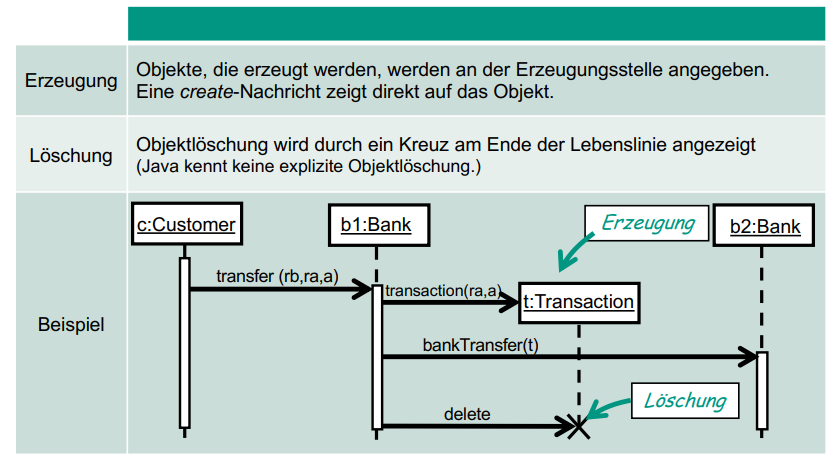 Erzeugung
Objekte, die erzeugt werden, werden an der Erzeugungsstelle angegeben.
Eine create-Nachricht zeigt direkt auf das Objekt.
Löschung
Objektlöschung wird durch ein Kreuz am Ende der Lebenslinie angezeigt
(Java kennt keine explizite Objektlöschung.)
Beispiel
c:Customer
b1:Bank
Erzeugung
b2:Bank
transfer (rb,ra,a)
transaction(ra,a)
t:Transaction
bankTransfer(t)
Löschung
delete